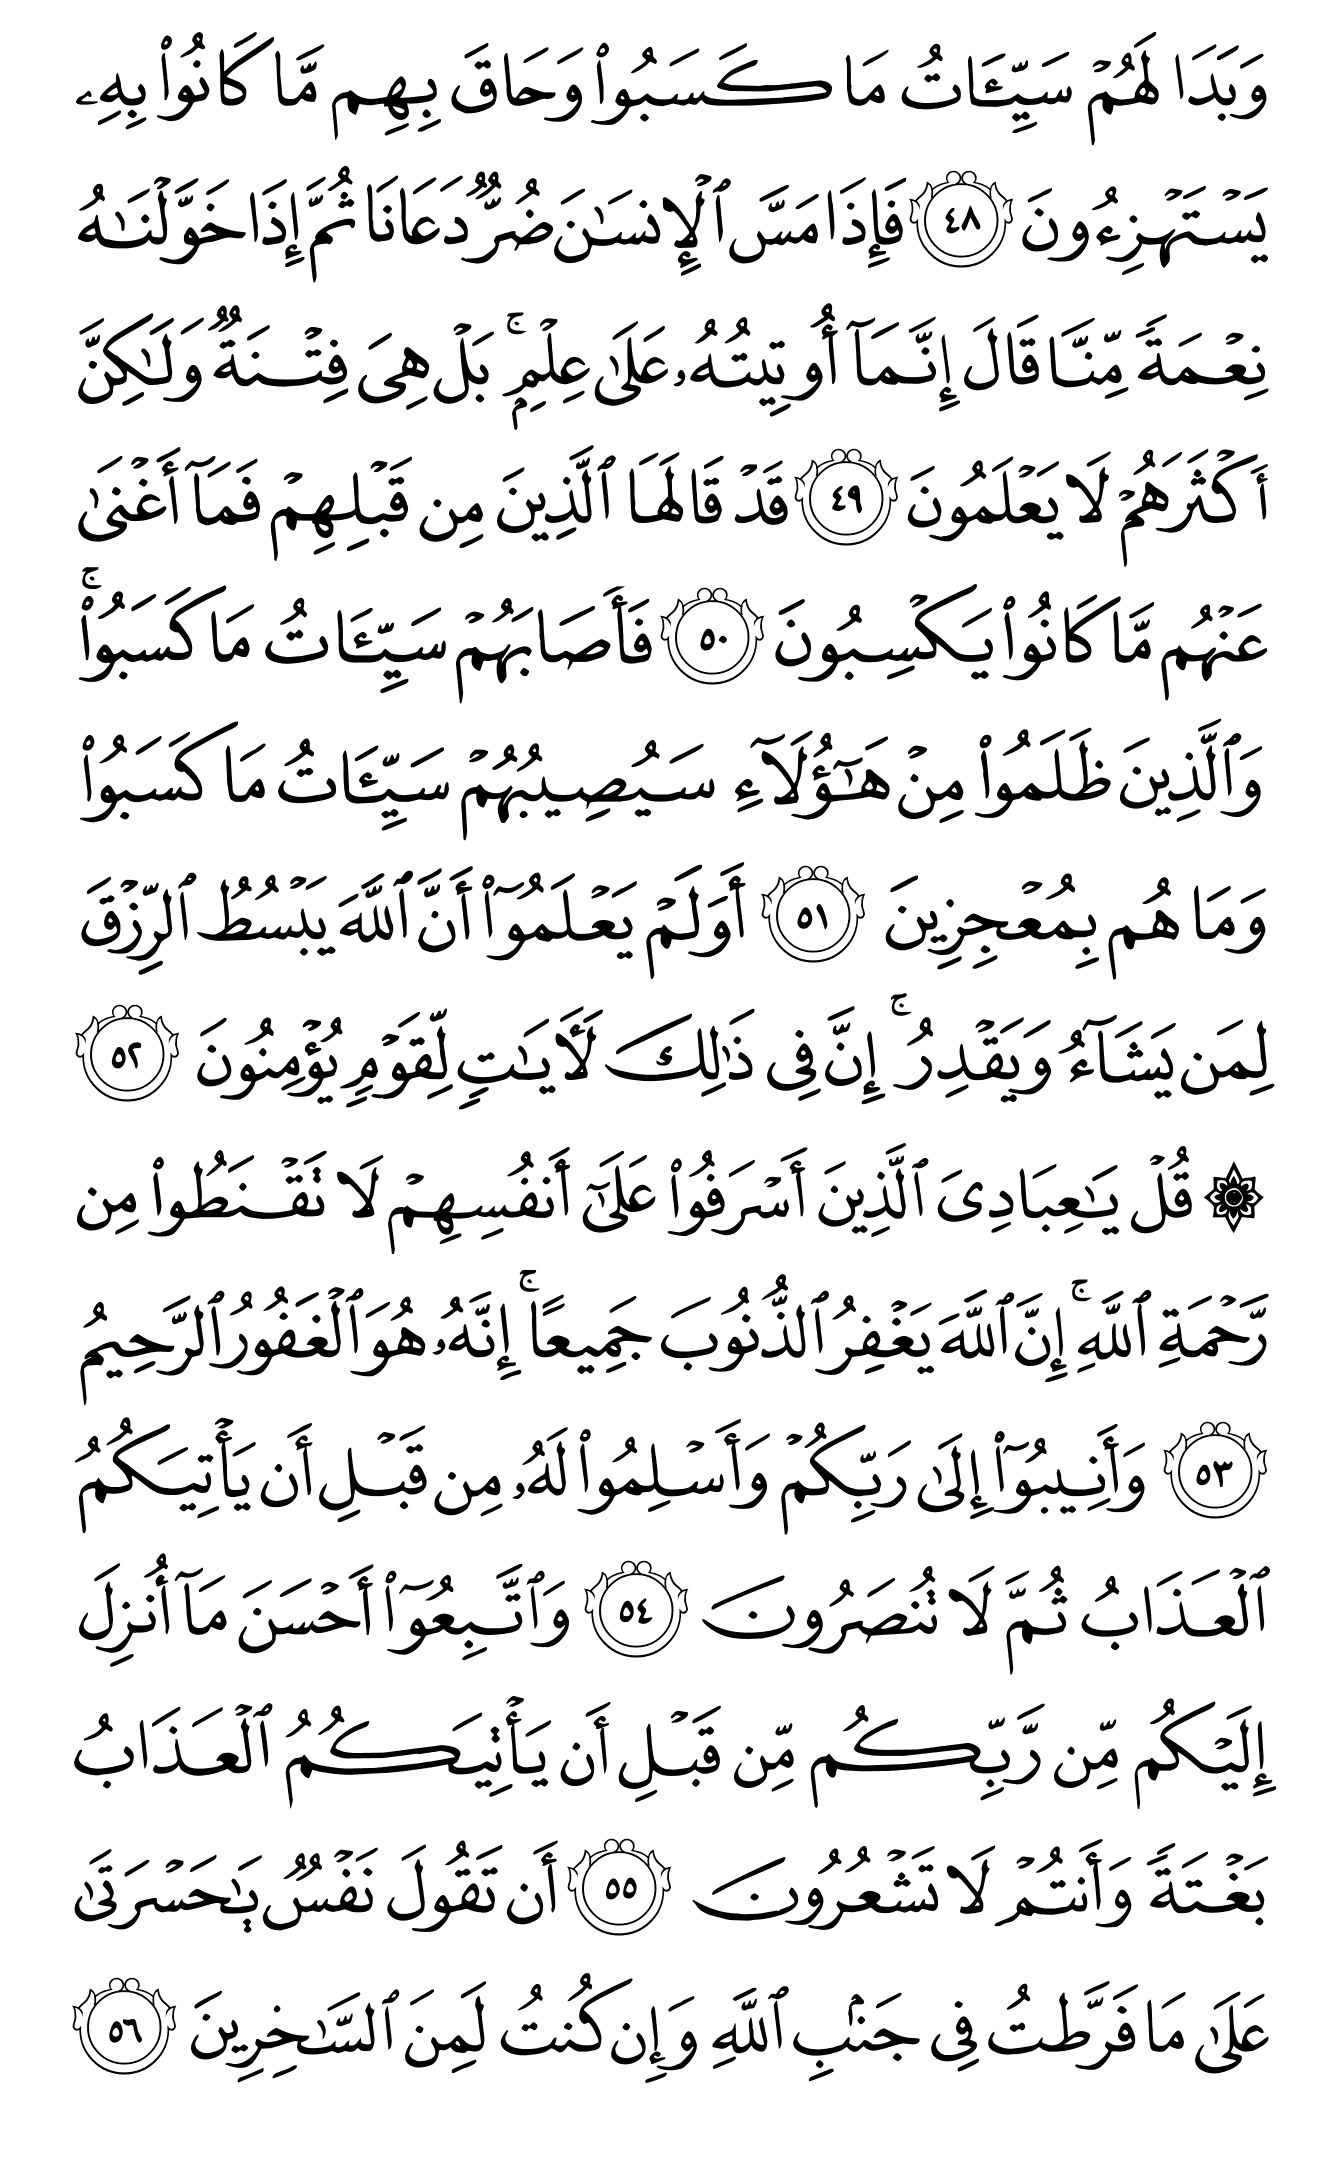 وَبَدَا لَهُمۡ سَيِّـَٔاتُ مَا كَسَبُواْ وَحَاقَ بِهِم مَّا كَانُواْ بِهِۦ
يَسۡتَهۡزِءُونَ ٤٨ فَإِذَا مَسَّ ٱلۡإِنسَٰنَ ضُرّٞ دَعَانَا ثُمَّ إِذَا خَوَّلۡنَٰهُ
نِعۡمَةٗ مِّنَّا قَالَ إِنَّمَآ أُوتِيتُهُۥ عَلَىٰ عِلۡمِۭۚ بَلۡ هِيَ فِتۡنَةٞ وَلَٰكِنَّ
أَكۡثَرَهُمۡ لَا يَعۡلَمُونَ ٤٩ قَدۡ قَالَهَا ٱلَّذِينَ مِن قَبۡلِهِمۡ فَمَآ أَغۡنَىٰ
عَنۡهُم مَّا كَانُواْ يَكۡسِبُونَ ٥٠ فَأَصَابَهُمۡ سَيِّـَٔاتُ مَا كَسَبُواْۚ
وَٱلَّذِينَ ظَلَمُواْ مِنۡ هَٰٓؤُلَآءِ سَيُصِيبُهُمۡ سَيِّـَٔاتُ مَا كَسَبُواْ
وَمَا هُم بِمُعۡجِزِينَ ٥١ أَوَلَمۡ يَعۡلَمُوٓاْ أَنَّ ٱللَّهَ يَبۡسُطُ ٱلرِّزۡقَ
لِمَن يَشَآءُ وَيَقۡدِرُۚ إِنَّ فِي ذَٰلِكَ لَأٓيَٰتٖ لِّقَوۡمٖ يُؤۡمِنُونَ ٥٢
۞ قُلۡ يَٰعِبَادِيَ ٱلَّذِينَ أَسۡرَفُواْ عَلَىٰٓ أَنفُسِهِمۡ لَا تَقۡنَطُواْ مِن
رَّحۡمَةِ ٱللَّهِۚ إِنَّ ٱللَّهَ يَغۡفِرُ ٱلذُّنُوبَ جَمِيعًاۚ إِنَّهُۥ هُوَ ٱلۡغَفُورُ ٱلرَّحِيمُ
٥٣ وَأَنِيبُوٓاْ إِلَىٰ رَبِّكُمۡ وَأَسۡلِمُواْ لَهُۥ مِن قَبۡلِ أَن يَأۡتِيَكُمُ
ٱلۡعَذَابُ ثُمَّ لَا تُنصَرُونَ ٥٤ وَٱتَّبِعُوٓاْ أَحۡسَنَ مَآ أُنزِلَ
إِلَيۡكُم مِّن رَّبِّكُم مِّن قَبۡلِ أَن يَأۡتِيَكُمُ ٱلۡعَذَابُ
بَغۡتَةٗ وَأَنتُمۡ لَا تَشۡعُرُونَ ٥٥ أَن تَقُولَ نَفۡسٞ يَٰحَسۡرَتَىٰ
عَلَىٰ مَا فَرَّطتُ فِي جَنۢبِ ٱللَّهِ وَإِن كُنتُ لَمِنَ ٱلسَّٰخِرِينَ ٥٦